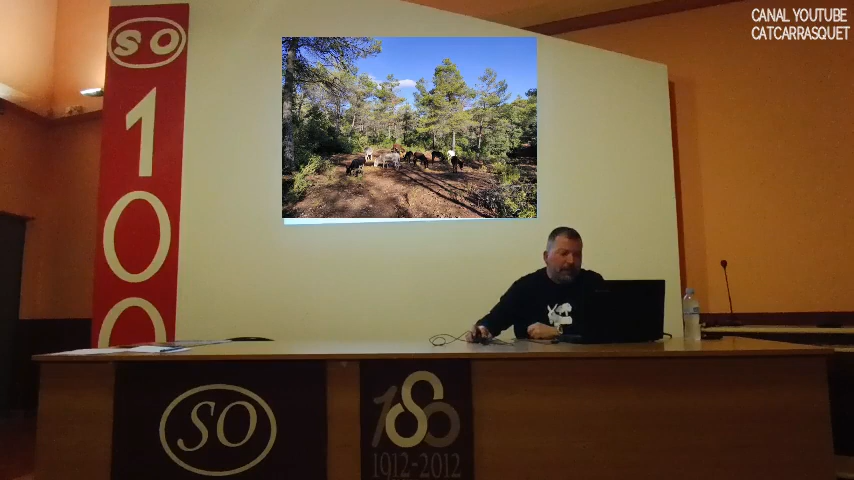 CANAL YOUTUBE
CATCARRASQUET
SO
100
SO
100
1912-2012